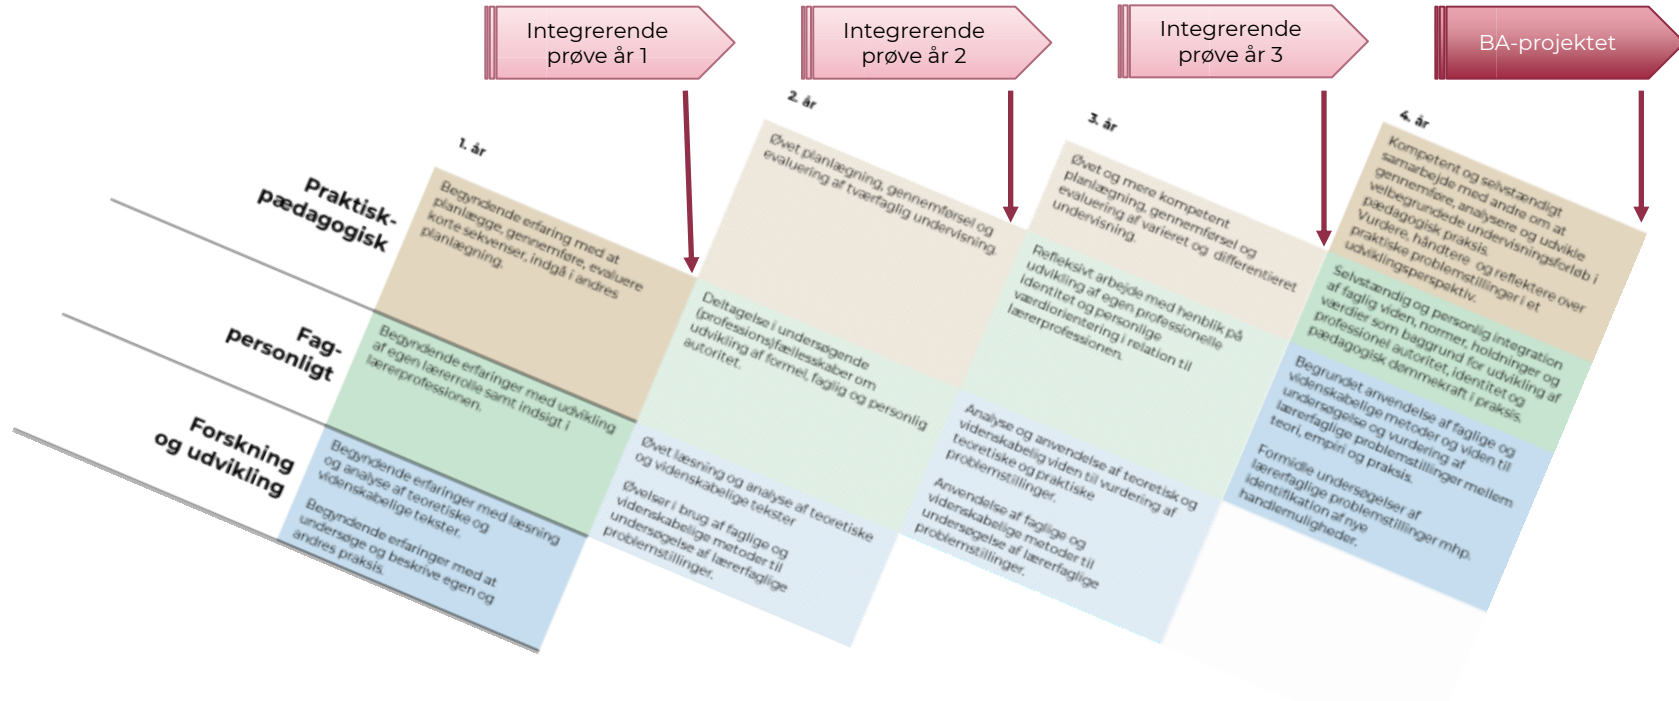 Integrerende
prøve år 1
Integrerende
prøve år 2
Integrerende
prøve år 3
BA-projektet
1. år
2. år
3. år
4. år
Praktisk-
pædagogisk
Begyndende erfaring med at
planlægge, gennemføre, evaluere
korte sekvenser, indgå i andres
planlægning.
Øvet planlægning, gennemførsel og
evaluering af tværfaglig undervisning.
Øvet og mere kompetent
planlægning, gennemførsel og
evaluering af varieret og differentieret
undervisning.
Kompetent og selvstændigt
samarbejde med andre om at
gennemføre, analysere og udvikle
velbegrundede undervisningsforløb i
pædagogisk praksis.
Vurdere, håndtere og reflektere over
praktiske problemstillinger i et
udviklingsperspektiv.
Fag-
personligt
Begyndende erfaringer med udvikling
af egen lærerrolle samt indsigt i
lærerprofessionen.
Deltagelse i undersøgende
(professions)fællesskaber om
udvikling af formel, faglig og personlig
autoritet.
Refleksivt arbejde med henblik på
udvikling af egen professionelle
identitet og personlige
værdiorientering i relation til
lærerprofessionen.
Selvstændig og personlig integration
af faglig viden, normer, holdninger og
værdier som baggrund for udvikling af
professionel autoritet, identitet og
pædagogisk dømmekraft i praksis.
Forskning
og udvikling
Begyndende erfaringer med læsning
og analyse af teoretiske og
videnskabelige tekster.
Begyndende erfaringer med at
undersøge og beskrive egen og
andres praksis.
Øvet læsning og analyse af teoretiske
og videnskabelige tekster
Øvelser i brug af faglige og
videnskabelige metoder til
undersøgelse af lærerfaglige
problemstillinger.
Analyse og anvendelse af teoretisk og
videnskabelig viden til vurdering af
teoretiske og praktiske
problemstillinger.
Anvendelse af faglige og
videnskabelige metoder til
undersøgelse af lærerfaglige
problemstillinger.
Begrundet anvendelse af faglige og
videnskabelige metoder og viden til
undersøgelse og vurdering af
lærerfaglige problemstillinger mellem
teori, empiri og praksis.
Formidle undersøgelser af
lærerfaglige problemstillinger mhp.
identifikation af nye
handlemuligheder.